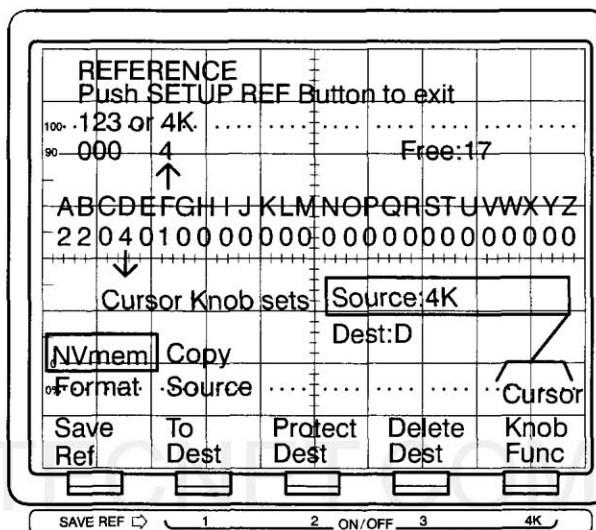 REFERENCE
Push SETUP REF Button to exit
100 123 or 4K
90 000 4 Free:17
ABCDEFGHIJKLMNOPQRSTUVWXYZ
22040100000000000000000000
Cursor Knob sets Source:4K
Dest:D
NVmem Copy
0% Format Source Cursor
Save To Protect Delete Knob
Ref Dest Dest Dest Func
SAVE REF ⇨ 1 2 ON/OFF 3 4K